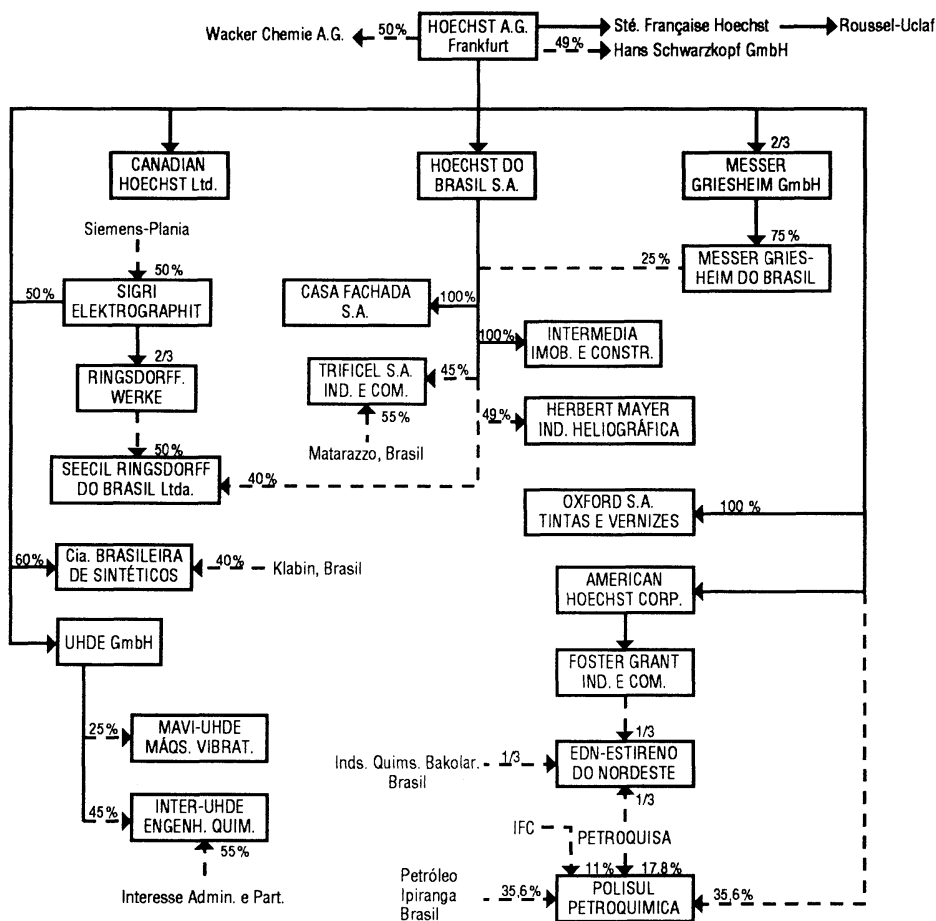 Wacker Chemie A.G.
50%
HOECHST A.G.
Frankfurt
Sté. Française Hoechst
Roussel-Uclaf
49%
Hans Schwarzkopf GmbH
CANADIAN
HOECHST Ltd.
HOECHST DO
BRASIL S.A.
2/3
MESSER
GRIESHEIM GmbH
Siemens-Plania
50%
50%
SIGRI
ELEKTROGRAPHIT
75%
25%
MESSER GRIES-
HEIM DO BRASIL
CASA FACHADA
S.A.
100%
100%
INTERMEDIA
IMOB. E CONSTR.
2/3
RINGSDORFF.
WERKE
TRIFICEL S.A.
IND. E COM.
45%
55%
Matarazzo, Brasil
49%
HERBERT MAYER
IND. HELIOGRÁFICA
50%
SEECIL RINGSDORFF
DO BRASIL Ltda.
40%
OXFORD S.A.
TINTAS E VERNIZES
100 %
60%
Cia. BRASILEIRA
DE SINTÉTICOS
40%
Klabin, Brasil
AMERICAN
HOECHST CORP.
UHDE GmbH
FOSTER GRANT
IND. E COM.
25%
MAVI-UHDE
MÁQS. VIBRAT.
1/3
Inds. Quims. Bakolar.
Brasil
1/3
EDN-ESTIRENO
DO NORDESTE
1/3
45%
INTER-UHDE
ENGENH. QUIM.
55%
Interesse Admin. e Part.
IFC
PETROQUISA
11%
17,8%
Petróleo
Ipiranga
Brasil
35,6%
POLISUL
PETROQUIMICA
35,6%